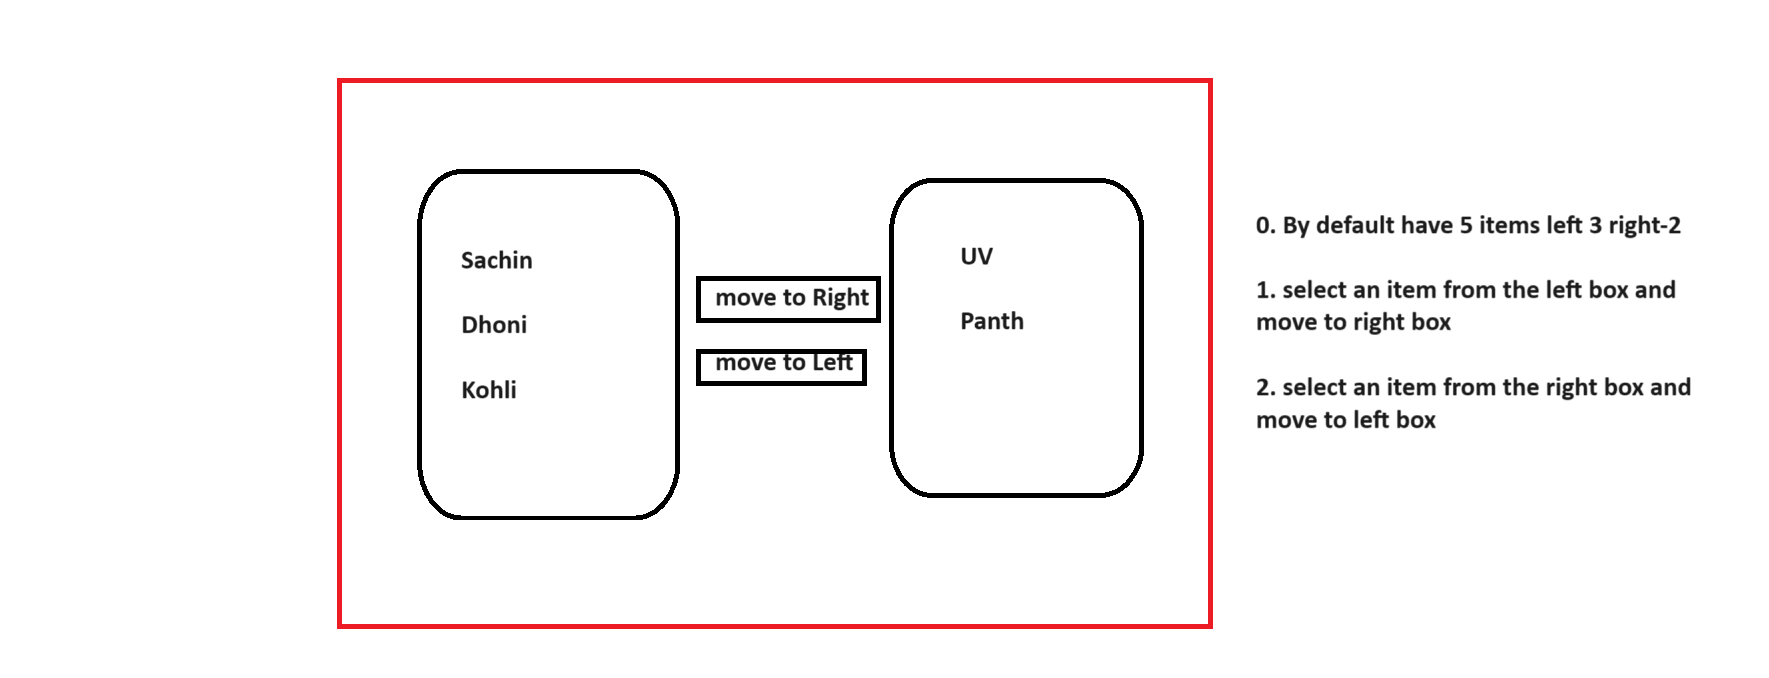 Sachin
Dhoni
Kohli
move to Right
move to Left
UV
Panth
0. By default have 5 items left 3 right-2
1. select an item from the left box and
move to right box
2. select an item from the right box and
move to left box